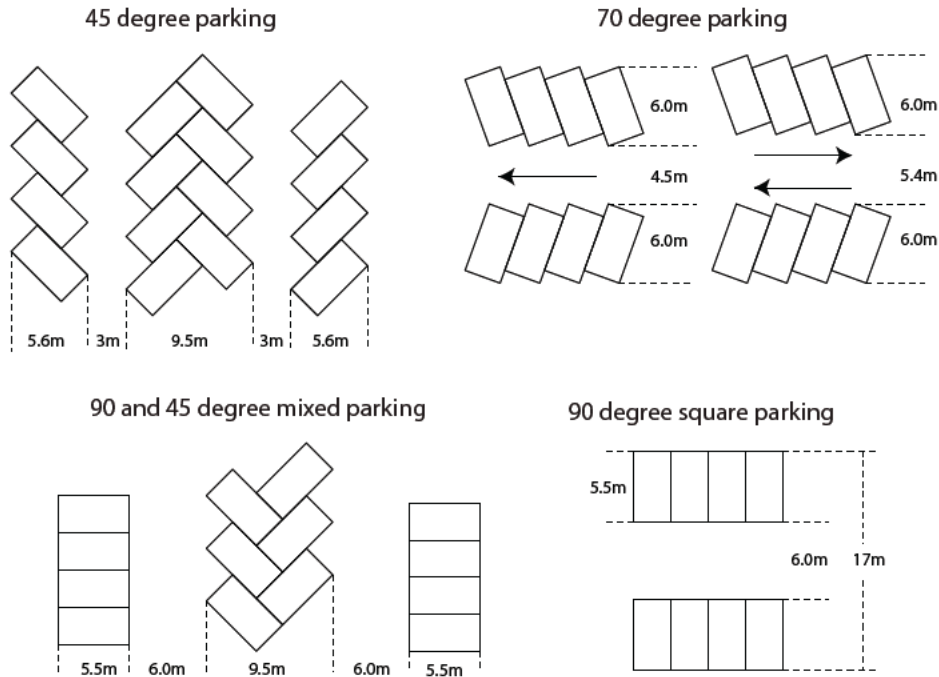 45 degree parking
5.6m 3m 9.5m 3m 5.6m
70 degree parking
6.0m
4.5m
6.0m
6.0m
5.4m
6.0m
90 and 45 degree mixed parking
5.5m 6.0m 9.5m 6.0m 5.5m
90 degree square parking
5.5m
6.0m 17m